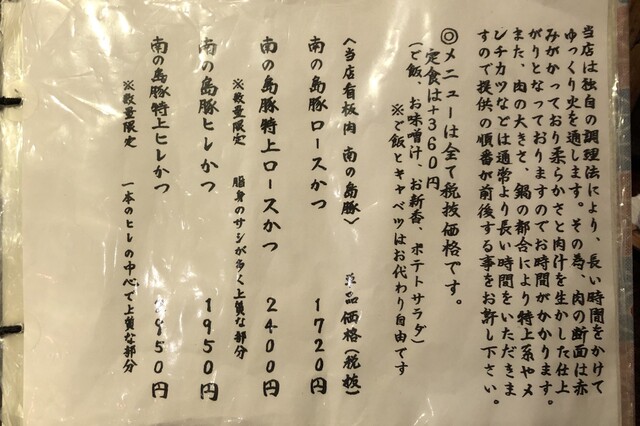 当店は独自の調理法により、長い時間をかけて
ゆっくり火を通します。その為、肉の断面は赤
みがかっており柔らかさと肉汁を生かした仕上
がりとなっておりますのでお時間がかかります。
また、肉の大きさ、鍋の都合により特上系やメ
ンチカツなどは通常より長い時間をいただきま
すので提供の順番が前後する事をお許し下さい。
◎メニューは全て税抜価格です。
定食は+360円
(ご飯、お味噌汁、お新香、ポテトサラダ)
※ご飯とキャベツはお代わり自由です
〈当店看板肉 南の島豚〉 単品価格(税抜)
南の島豚ロースかつ 1720円
南の島豚特上ロースかつ 2400円
※数量限定 脂身のサシが多く上質な部分
南の島豚ヒレかつ 1950円
南の島豚特上ヒレかつ 950円
※数量限定 一本のヒレの中心で上質な部分